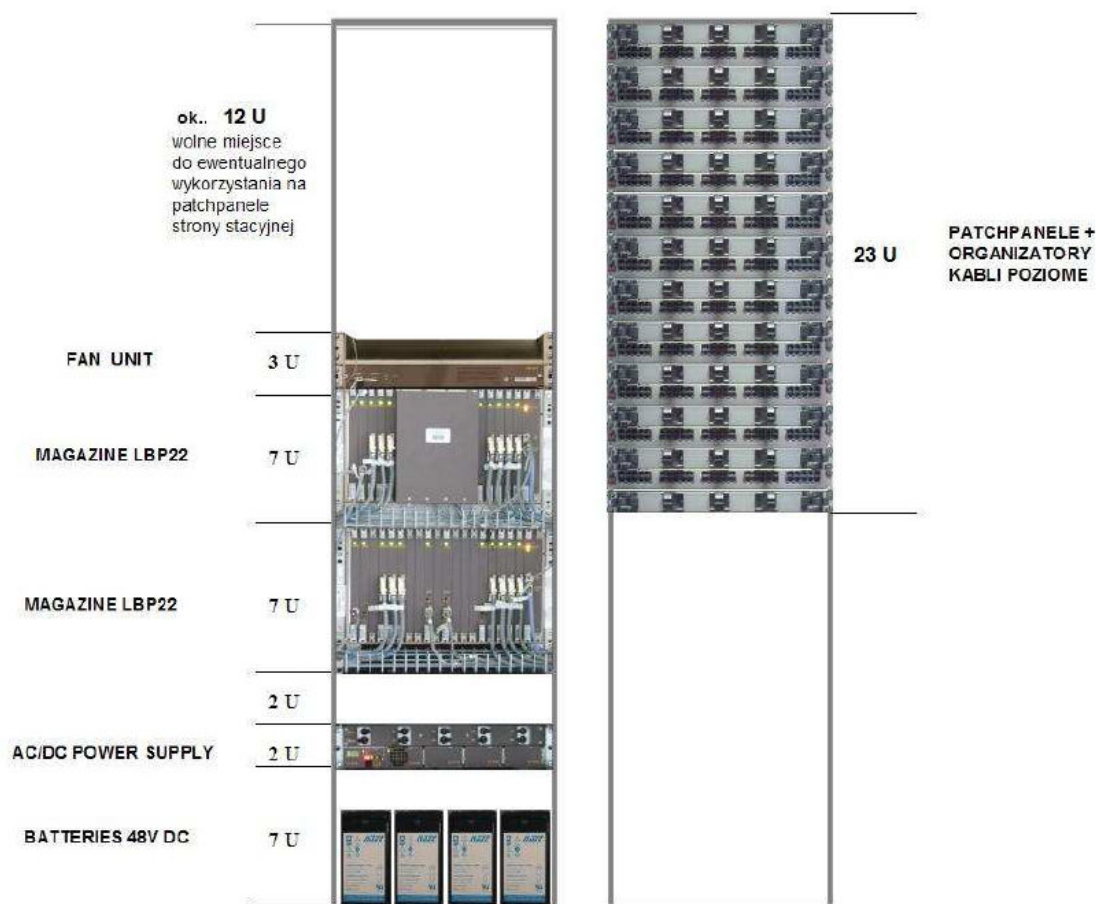 ok.. 12 U
wolne miejsce
do ewentualnego
wykorzystania na
patchpanele
strony stacyjnej
FAN UNIT
3 U
MAGAZINE LBP22
7 U
MAGAZINE LBP22
7 U
2 U
AC/DC POWER SUPPLY
2 U
BATTERIES 48V DC
7 U
23 U
PATCHPANELE +
ORGANIZATORY
KABLI POZIOME